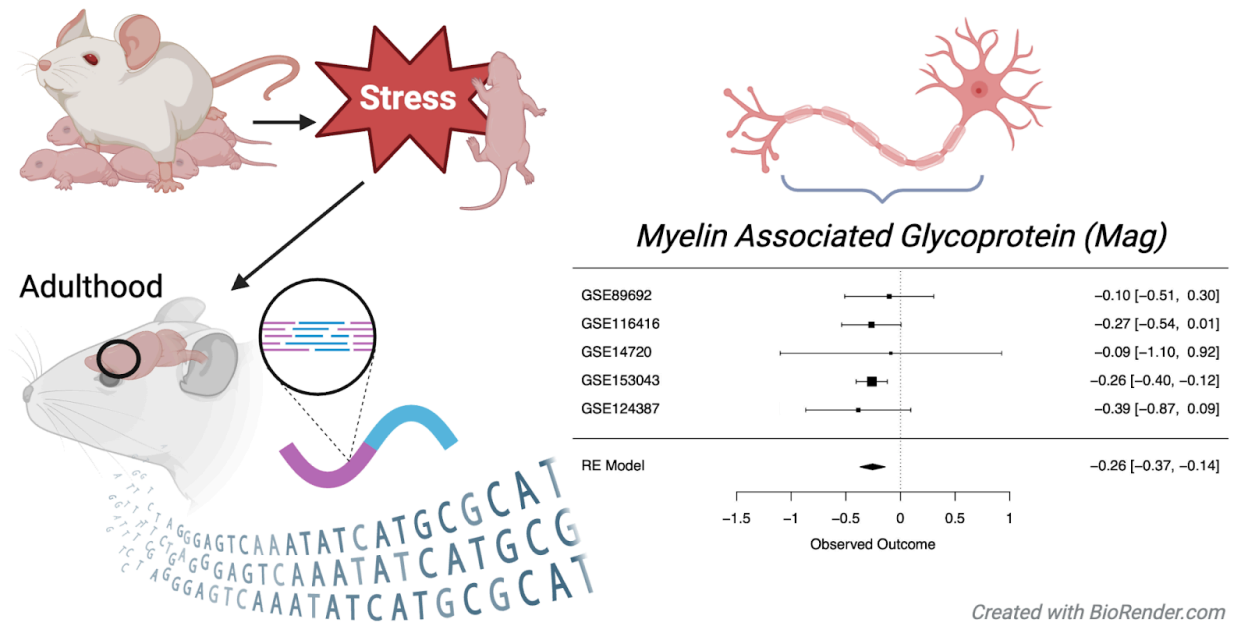 Stress
Adulthood
GGAGTCAAATATCATGCGCAT
AGGGAGTCAAATATCATGCG
AGGGAGTCAAATATCATGCGCAT
Myelin Associated Glycoprotein (Mag)
GSE89692 −0.10 [−0.51, 0.30]
GSE116416 −0.27 [−0.54, 0.01]
GSE14720 −0.09 [−1.10, 0.92]
GSE153043 −0.26 [−0.40, −0.12]
GSE124387 −0.39 [−0.87, 0.09]
RE Model −0.26 [−0.37, −0.14]
−1.5 −1 −0.5 0 0.5 1
Observed Outcome
Created with BioRender.com